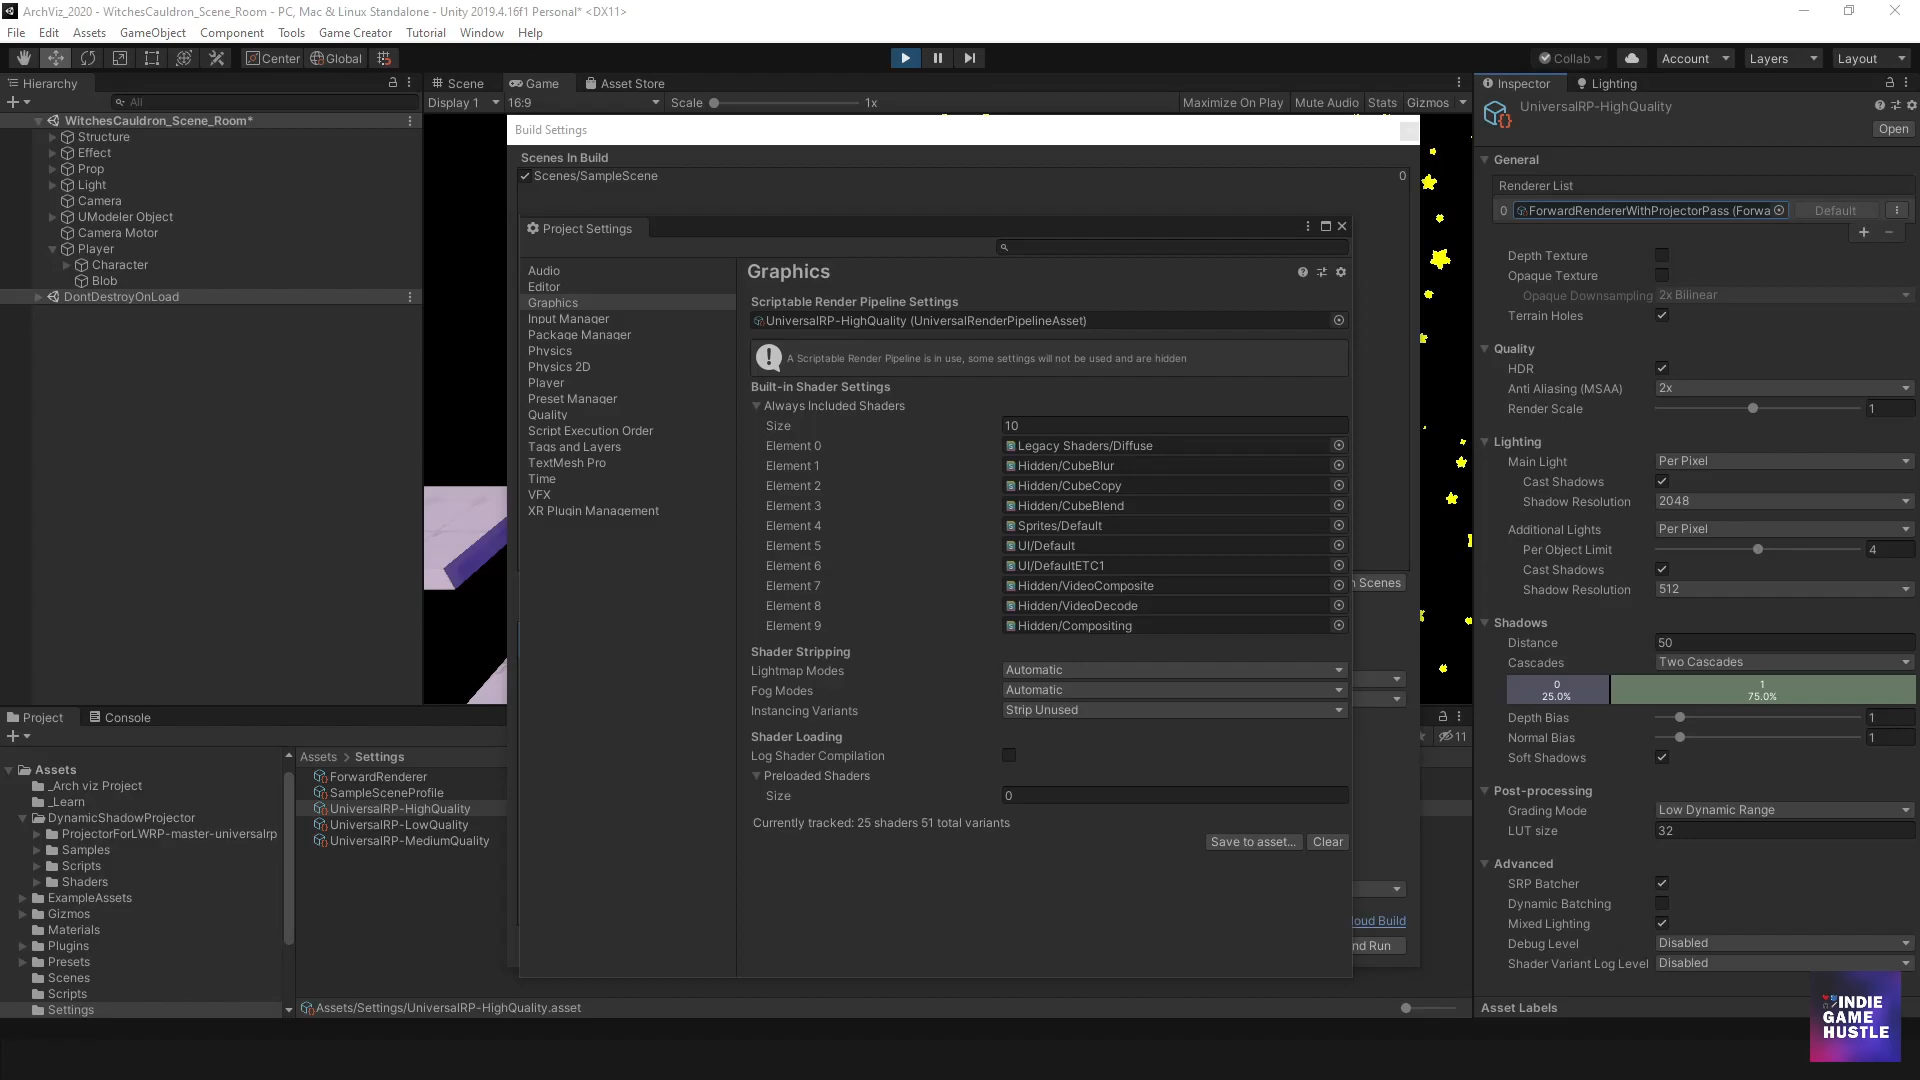 ArchViz_2020 - WitchesCauldron_Scene_Room - PC, Mac & Linux Standalone - Unity 2019.4.16f1 Personal* <DX11>
File Edit Assets GameObject Component Tools Game Creator Tutorial Window Help
Center Global Collab Account Layers Layout
Hierarchy
All
WitchesCauldron_Scene_Room*
Structure
Effect
Prop
Light
Camera
UModeler Object
Camera Motor
Player
Character
Blob
DontDestroyOnLoad
Scene Game Asset Store
Display 1 16:9 Scale 1x Maximize On Play Mute Audio Stats Gizmos
Build Settings
Scenes In Build
Scenes/SampleScene 0
Project Settings
Audio
Editor
Graphics
Input Manager
Package Manager
Physics
Physics 2D
Player
Preset Manager
Quality
Script Execution Order
Tags and Layers
TextMesh Pro
Time
VFX
XR Plugin Management
Graphics
Scriptable Render Pipeline Settings
UniversalRP-HighQuality (UniversalRenderPipelineAsset)
A Scriptable Render Pipeline is in use, some settings will not be used and are hidden
Built-in Shader Settings
Always Included Shaders
Size 10
Element 0 Legacy Shaders/Diffuse
Element 1 Hidden/CubeBlur
Element 2 Hidden/CubeCopy
Element 3 Hidden/CubeBlend
Element 4 Sprites/Default
Element 5 UI/Default
Element 6 UI/DefaultETC1
Element 7 Hidden/VideoComposite
Element 8 Hidden/VideoDecode
Element 9 Hidden/Compositing
Shader Stripping
Lightmap Modes Automatic
Fog Modes Automatic
Instancing Variants Strip Unused
Shader Loading
Log Shader Compilation
Preloaded Shaders
Size 0
Currently tracked: 25 shaders 51 total variants
Save to asset... Clear
n Scenes
loud Build
nd Run
Project Console
11
Assets
_Arch viz Project
_Learn
DynamicShadowProjector
ProjectorForLWRP-master-universalrp
Samples
Scripts
Shaders
ExampleAssets
Gizmos
Materials
Plugins
Presets
Scenes
Scripts
Settings
Assets > Settings
ForwardRenderer
SampleSceneProfile
UniversalRP-HighQuality
UniversalRP-LowQuality
UniversalRP-MediumQuality
Assets/Settings/UniversalRP-HighQuality.asset
Inspector Lighting
UniversalRP-HighQuality
Open
General
Renderer List
0 ForwardRendererWithProjectorPass (Forwa Default
Depth Texture
Opaque Texture
Opaque Downsampling 2x Bilinear
Terrain Holes
Quality
HDR
Anti Aliasing (MSAA) 2x
Render Scale 1
Lighting
Main Light Per Pixel
Cast Shadows
Shadow Resolution 2048
Additional Lights Per Pixel
Per Object Limit 4
Cast Shadows
Shadow Resolution 512
Shadows
Distance 50
Cascades Two Cascades
0 1
25.0% 75.0%
Depth Bias 1
Normal Bias 1
Soft Shadows
Post-processing
Grading Mode Low Dynamic Range
LUT size 32
Advanced
SRP Batcher
Dynamic Batching
Mixed Lighting
Debug Level Disabled
Shader Variant Log Level Disabled
Asset Labels
INDIE
GAME
HUSTLE